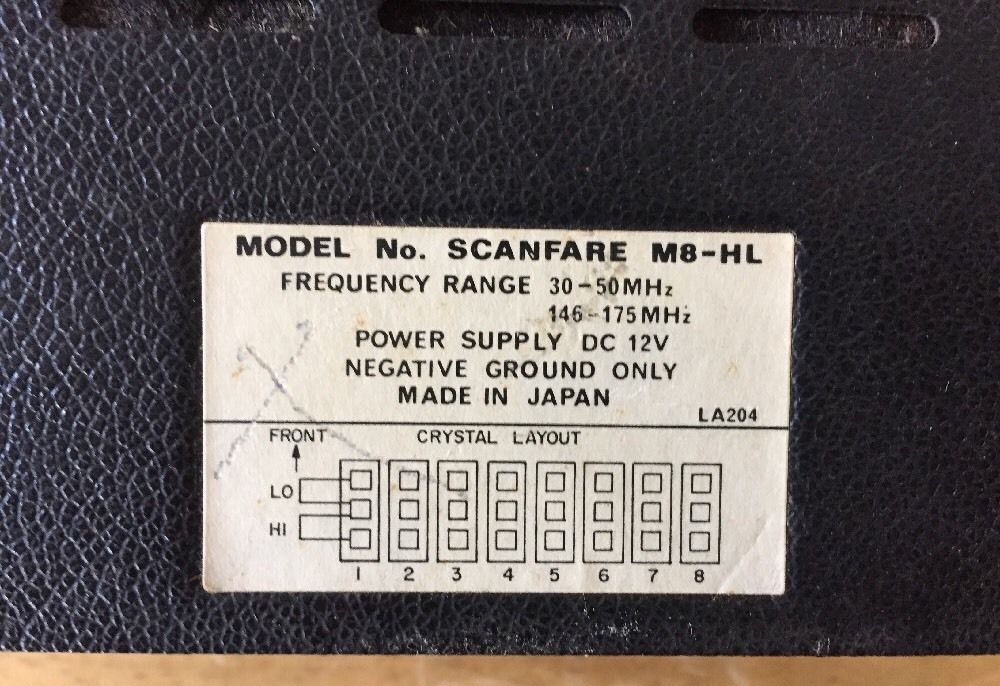 MODEL No. SCANFARE M8-HL
FREQUENCY RANGE 30-50MHz
146-175MHz
POWER SUPPLY DC 12V
NEGATIVE GROUND ONLY
MADE IN JAPAN
LA204
FRONT CRYSTAL LAYOUT
LO
HI
1 2 3 4 5 6 7 8